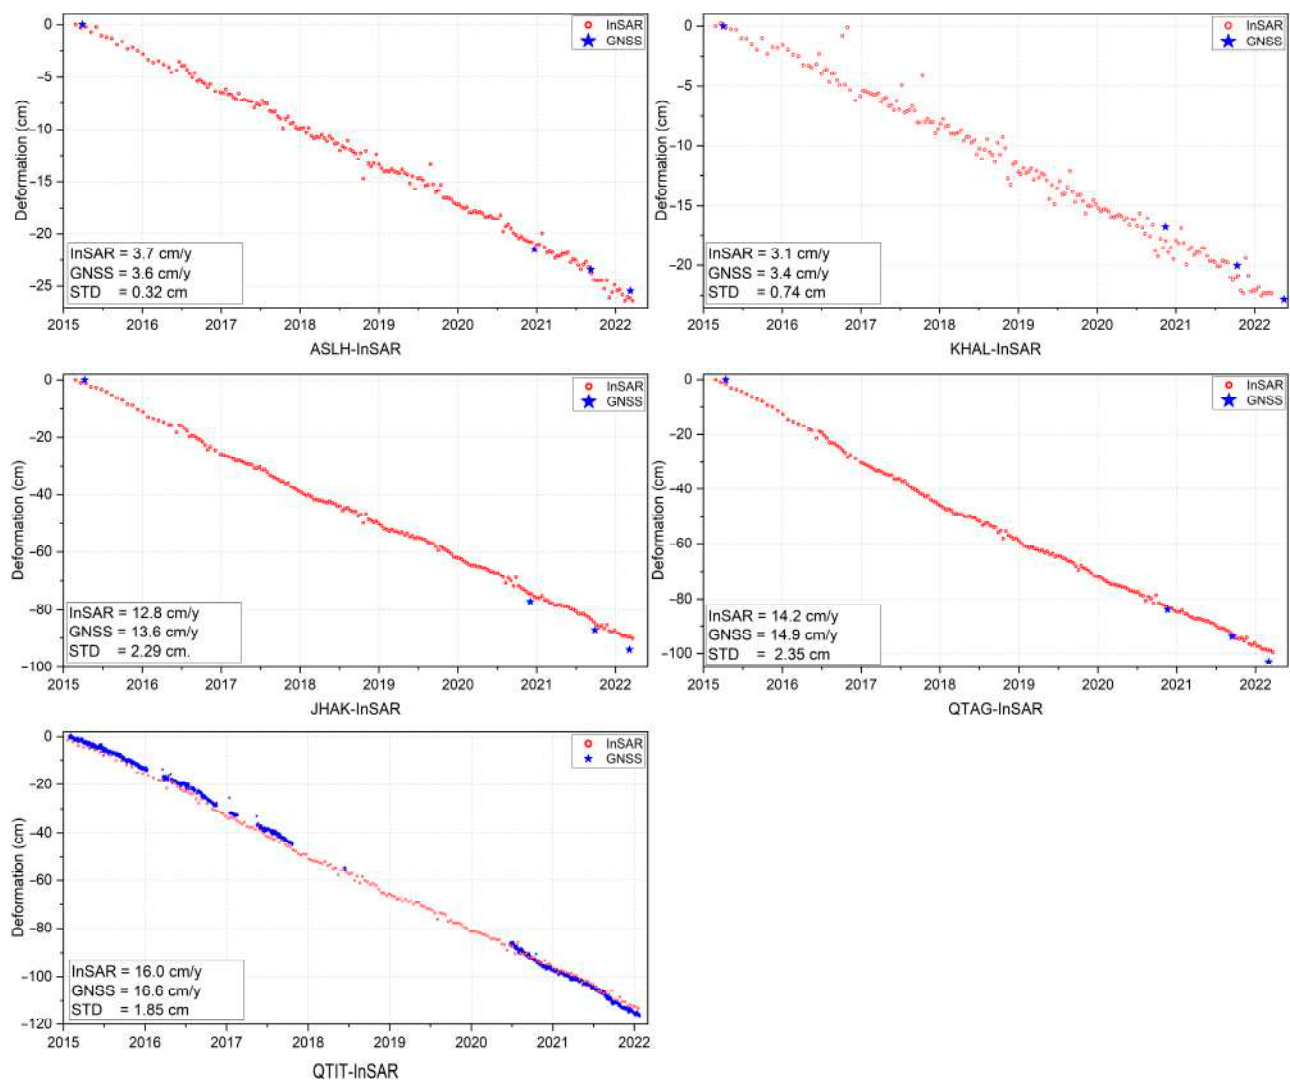 0
−5
−10
−15
−20
−25
Deformation (cm)
InSAR
GNSS
InSAR = 3.7 cm/y
GNSS = 3.6 cm/y
STD = 0.32 cm
2015 2016 2017 2018 2019 2020 2021 2022
ASLH-InSAR
0
−5
−10
−15
−20
Deformation (cm)
InSAR
GNSS
InSAR = 3.1 cm/y
GNSS = 3.4 cm/y
STD = 0.74 cm
2015 2016 2017 2018 2019 2020 2021 2022
KHAL-InSAR
0
−20
−40
−60
−80
−100
Deformation (cm)
InSAR
GNSS
InSAR = 12.8 cm/y
GNSS = 13.6 cm/y
STD = 2.29 cm.
2015 2016 2017 2018 2019 2020 2021 2022
JHAK-InSAR
0
−20
−40
−60
−80
−100
Deformation (cm)
InSAR
GNSS
InSAR = 14.2 cm/y
GNSS = 14.9 cm/y
STD = 2.35 cm
2015 2016 2017 2018 2019 2020 2021 2022
QTAG-InSAR
0
−20
−40
−60
−80
−100
−120
Deformation (cm)
InSAR
GNSS
InSAR = 16.0 cm/y
GNSS = 16.6 cm/y
STD = 1.85 cm
2015 2016 2017 2018 2019 2020 2021 2022
QTIT-InSAR